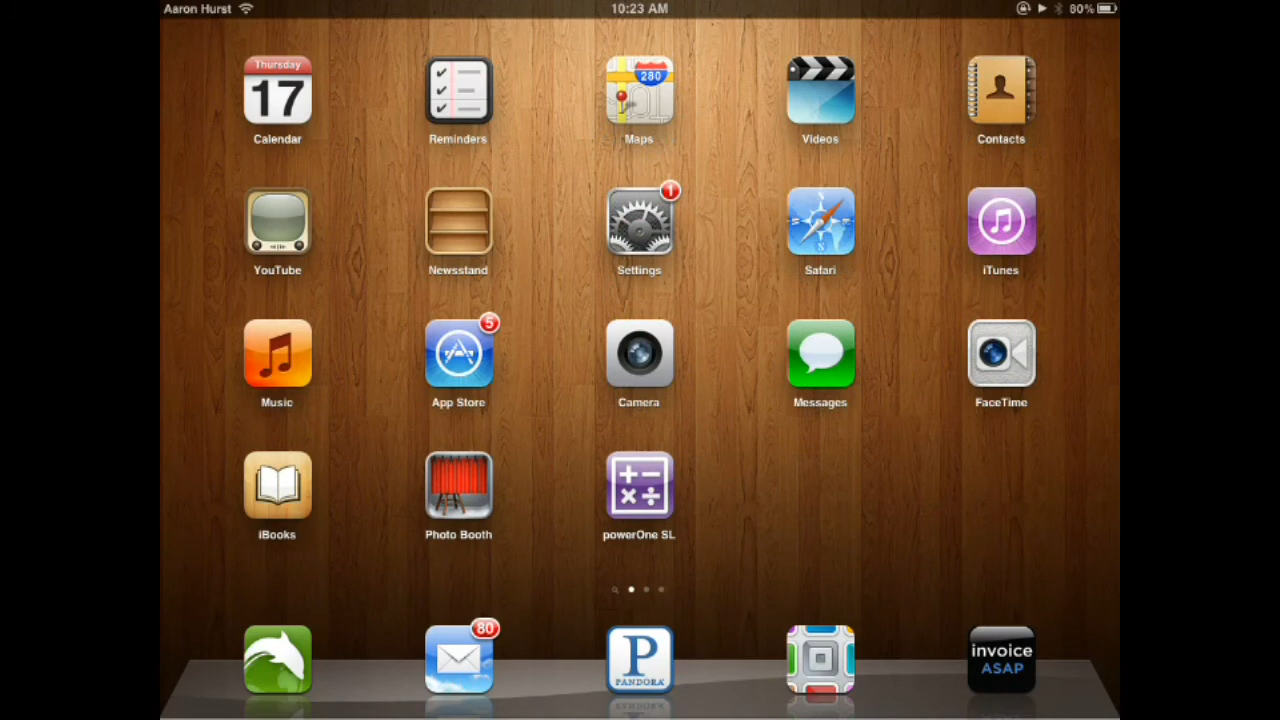 Aaron Hurst
10:23 AM
80%
Thursday
17
280
Calendar
Reminders
Maps
Videos
Contacts
1
N
S
YouTube
Newsstand
Settings
Safari
iTunes
5
Music
App Store
Camera
Messages
FaceTime
iBooks
Photo Booth
powerOne SL
80
P
PANDORA
invoice
ASAP